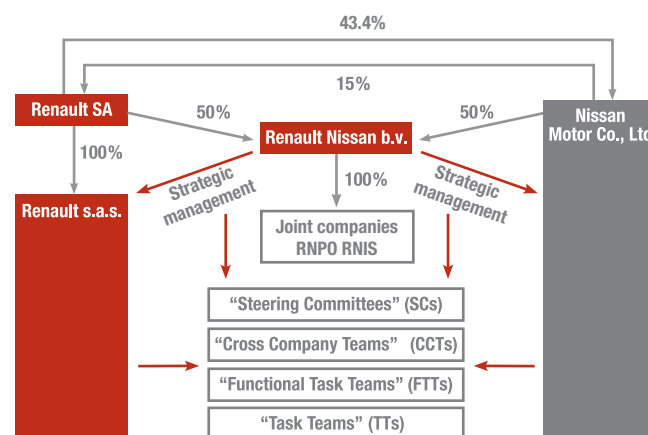 43.4%
15%
Renault SA
50%
50%
Nissan
Motor Co., Ltd
Renault Nissan b.v.
100%
100%
Strategic
management
Strategic
management
Renault s.a.s.
Joint companies
RNPO RNIS
“Steering Committees” (SCs)
“Cross Company Teams” (CCTs)
“Functional Task Teams” (FTTs)
“Task Teams” (TTs)